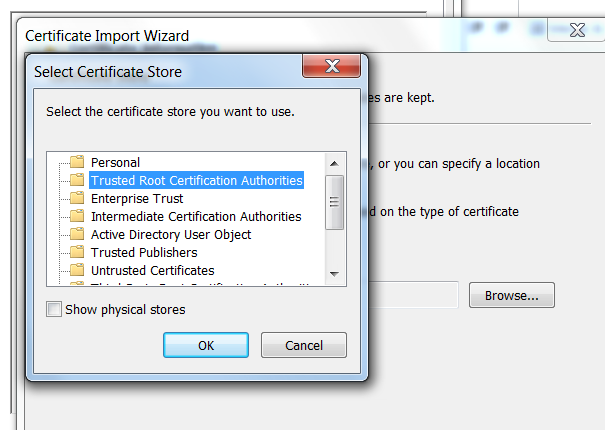 Certificate Import Wizard
Select Certificate Store
es are kept.
Select the certificate store you want to use.
, or you can specify a location
Personal
Trusted Root Certification Authorities
Enterprise Trust
d on the type of certificate
Intermediate Certification Authorities
Active Directory User Object
Trusted Publishers
Untrusted Certificates
Browse...
Show physical stores
OK
Cancel